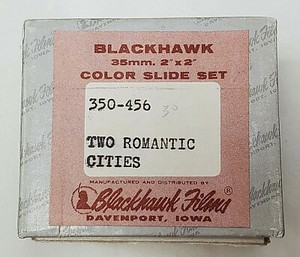 BLACKHAWK
35mm. 2"x2"
COLOR SLIDE SET
350-456
30
TWO ROMANTIC
CITIES
MANUFACTURED AND DISTRIBUTED BY
Blackhawk Films®
DAVENPORT, IOWA